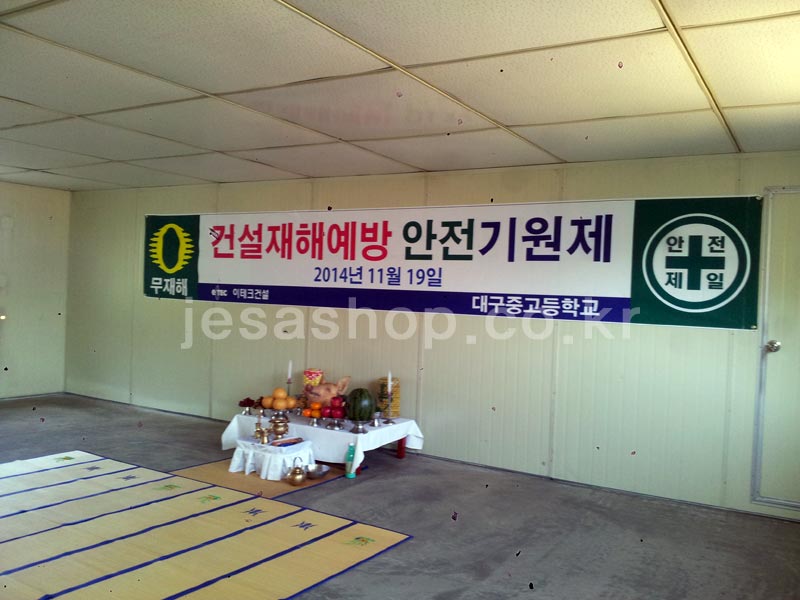 무재해
건설재해예방 안전기원제
2014년 11월 19일
eTEC 이테크건설
대구중고등학교
안전
제일
jesashop.co.kr